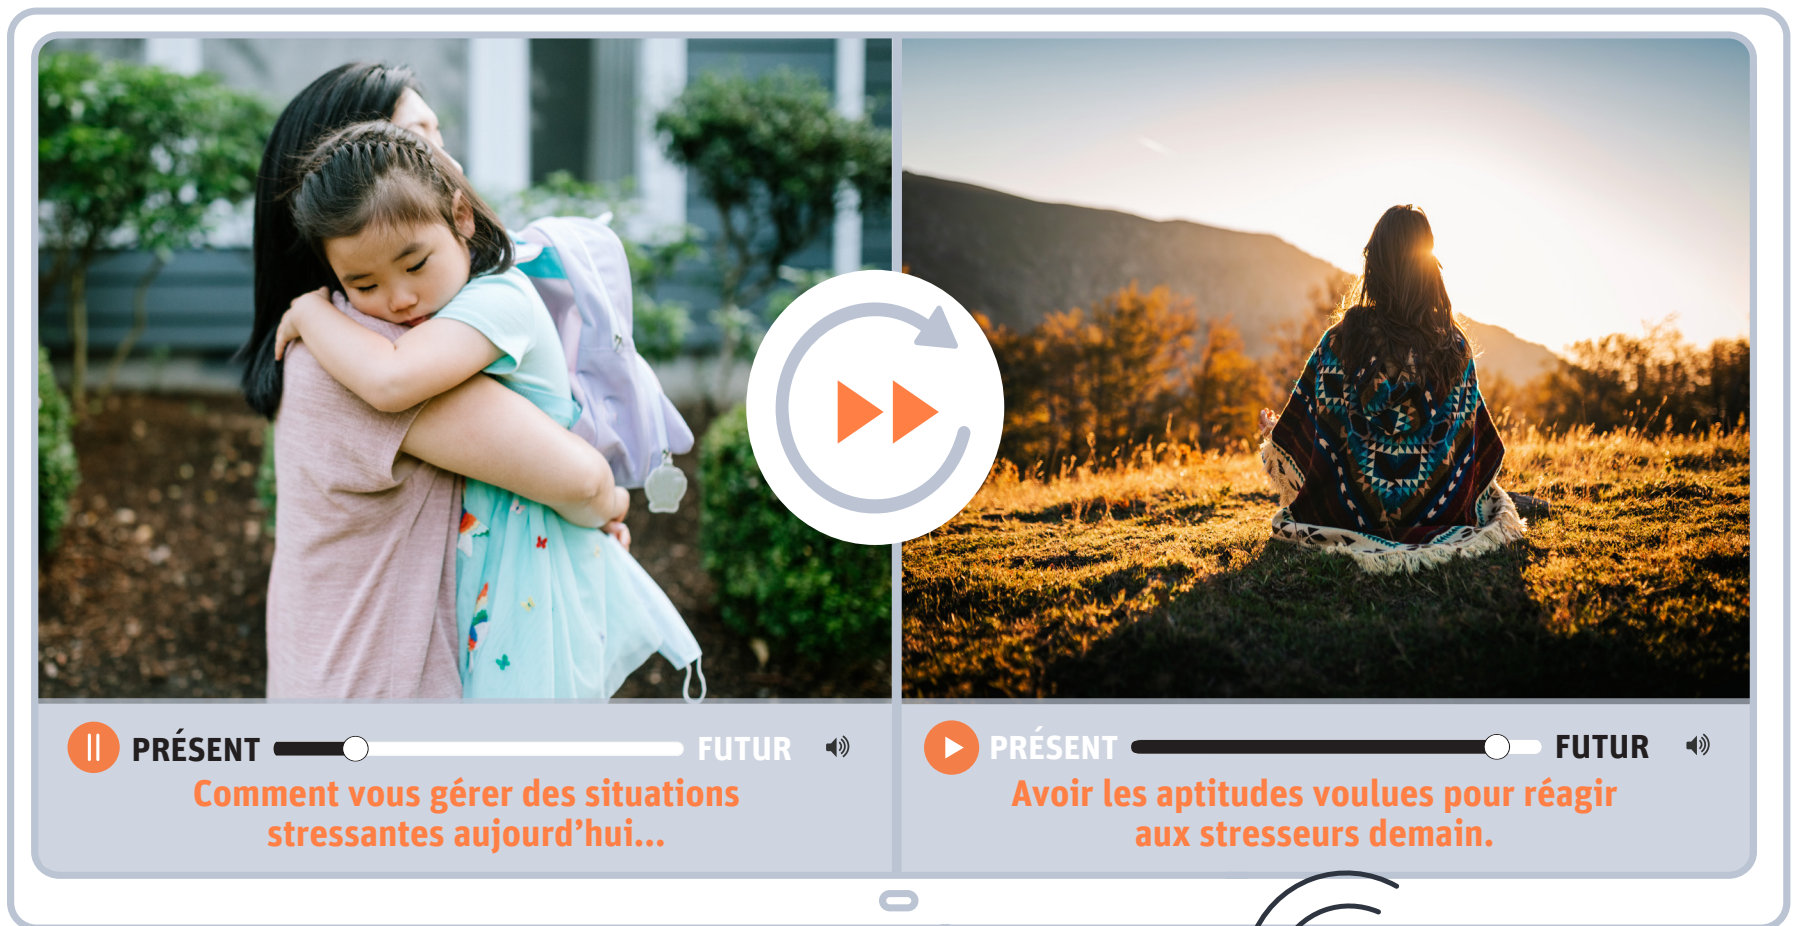 PRÉSENT FUTUR
Comment vous gérer des situations
stressantes aujourd’hui...
PRÉSENT FUTUR
Avoir les aptitudes voulues pour réagir
aux stresseurs demain.